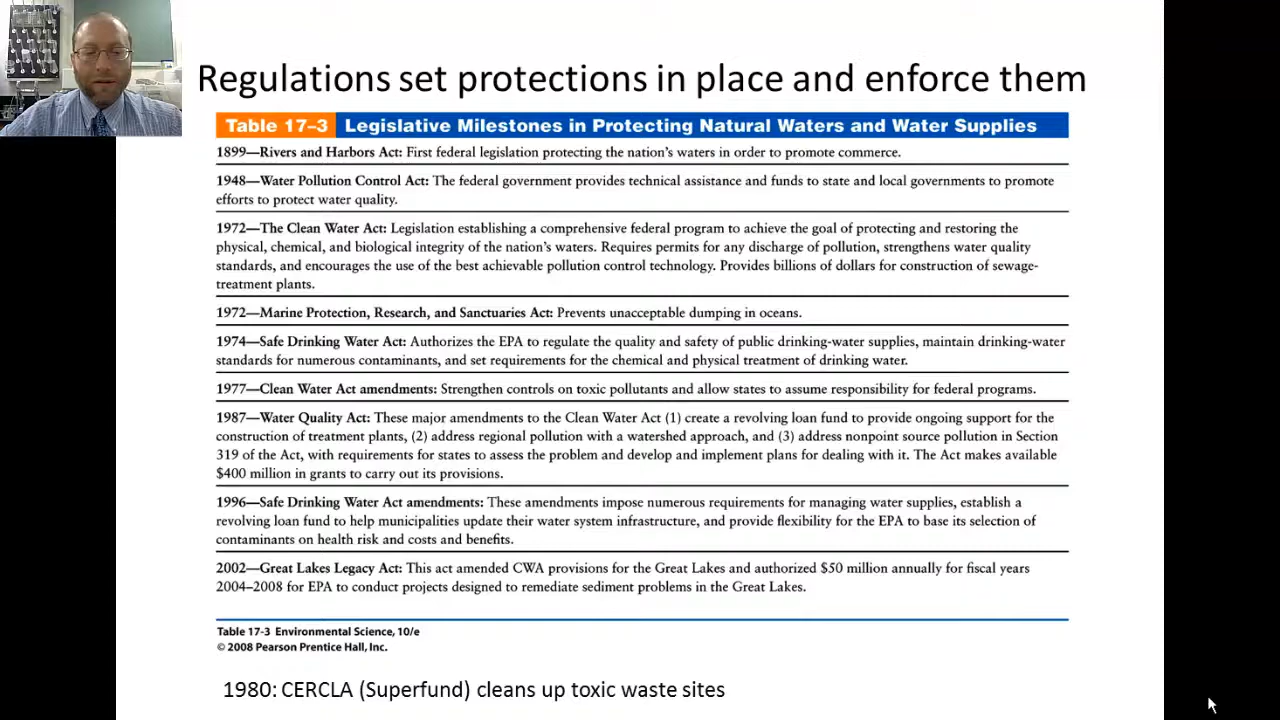 Regulations set protections in place and enforce them
Table 17–3 Legislative Milestones in Protecting Natural Waters and Water Supplies
1899—Rivers and Harbors Act: First federal legislation protecting the nation's waters in order to promote commerce.
1948—Water Pollution Control Act: The federal government provides technical assistance and funds to state and local governments to promote
efforts to protect water quality.
1972—The Clean Water Act: Legislation establishing a comprehensive federal program to achieve the goal of protecting and restoring the
physical, chemical, and biological integrity of the nation's waters. Requires permits for any discharge of pollution, strengthens water quality
standards, and encourages the use of the best achievable pollution control technology. Provides billions of dollars for construction of sewage-
treatment plants.
1972—Marine Protection, Research, and Sanctuaries Act: Prevents unacceptable dumping in oceans.
1974—Safe Drinking Water Act: Authorizes the EPA to regulate the quality and safety of public drinking-water supplies, maintain drinking-water
standards for numerous contaminants, and set requirements for the chemical and physical treatment of drinking water.
1977—Clean Water Act amendments: Strengthen controls on toxic pollutants and allow states to assume responsibility for federal programs.
1987—Water Quality Act: These major amendments to the Clean Water Act (1) create a revolving loan fund to provide ongoing support for the
construction of treatment plants, (2) address regional pollution with a watershed approach, and (3) address nonpoint source pollution in Section
319 of the Act, with requirements for states to assess the problem and develop and implement plans for dealing with it. The Act makes available
$400 million in grants to carry out its provisions.
1996—Safe Drinking Water Act amendments: These amendments impose numerous requirements for managing water supplies, establish a
revolving loan fund to help municipalities update their water system infrastructure, and provide flexibility for the EPA to base its selection of
contaminants on health risk and costs and benefits.
2002—Great Lakes Legacy Act: This act amended CWA provisions for the Great Lakes and authorized $50 million annually for fiscal years
2004–2008 for EPA to conduct projects designed to remediate sediment problems in the Great Lakes.
Table 17-3 Environmental Science, 10/e
© 2008 Pearson Prentice Hall, Inc.
1980: CERCLA (Superfund) cleans up toxic waste sites